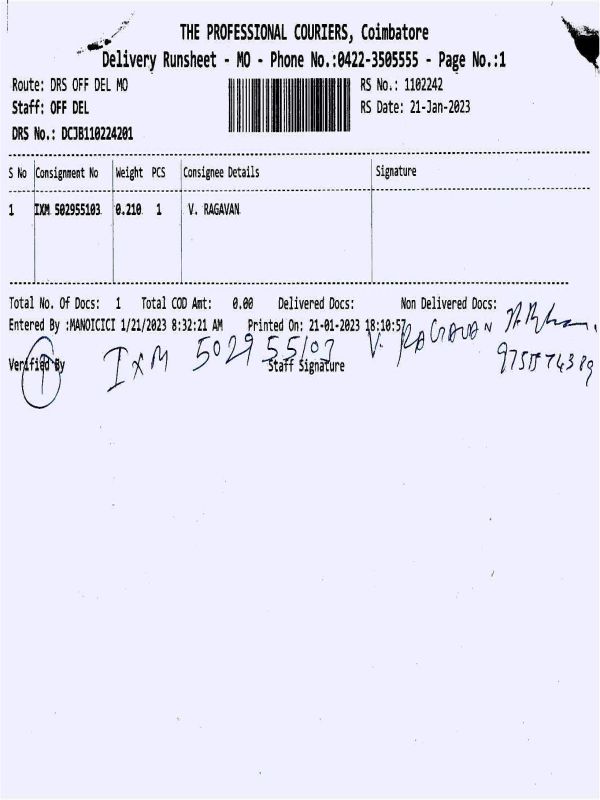 THE PROFESSIONAL COURIERS, Coimbatore
Delivery Runsheet - MO - Phone No.:0422-3505555 - Page No.:1
Route: DRS OFF DEL MO
RS No.: 1102242
Staff: OFF DEL
RS Date: 21-Jan-2023
DRS No.: DCJB110224201
S No Consignment No Weight PCS Consignee Details Signature
1 IXM 502955103 0.210 1 V. RAGAVAN
Total No. Of Docs: 1 Total COD Amt: 0.00 Delivered Docs: Non Delivered Docs:
Entered By :MANOICICI 1/21/2023 8:32:21 AM Printed On: 21-01-2023 18:10:57
IXM 502955103 V. RAGAVAN
Verified By Staff Signature